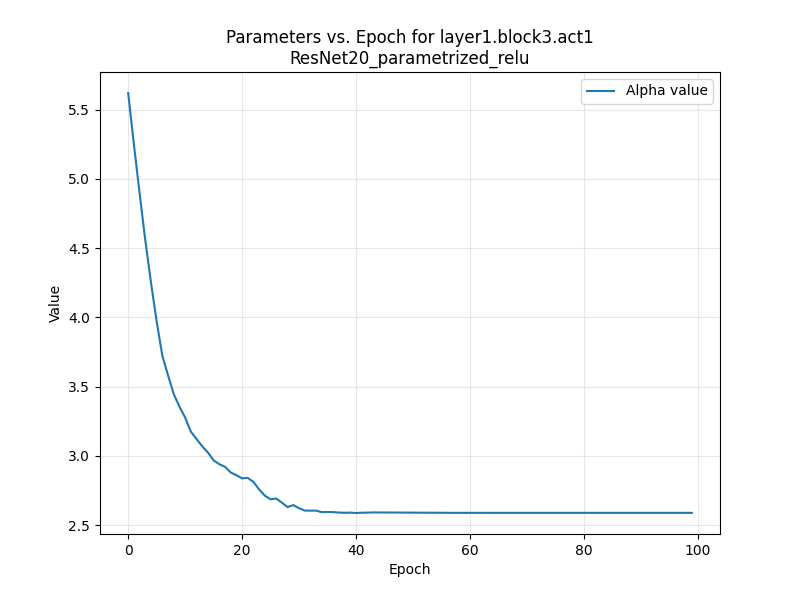 Parameters vs. Epoch for layer1.block3.act1
ResNet20_parametrized_relu
Alpha value
5.5
5.0
4.5
4.0
3.5
3.0
2.5
Value
0 20 40 60 80 100
Epoch